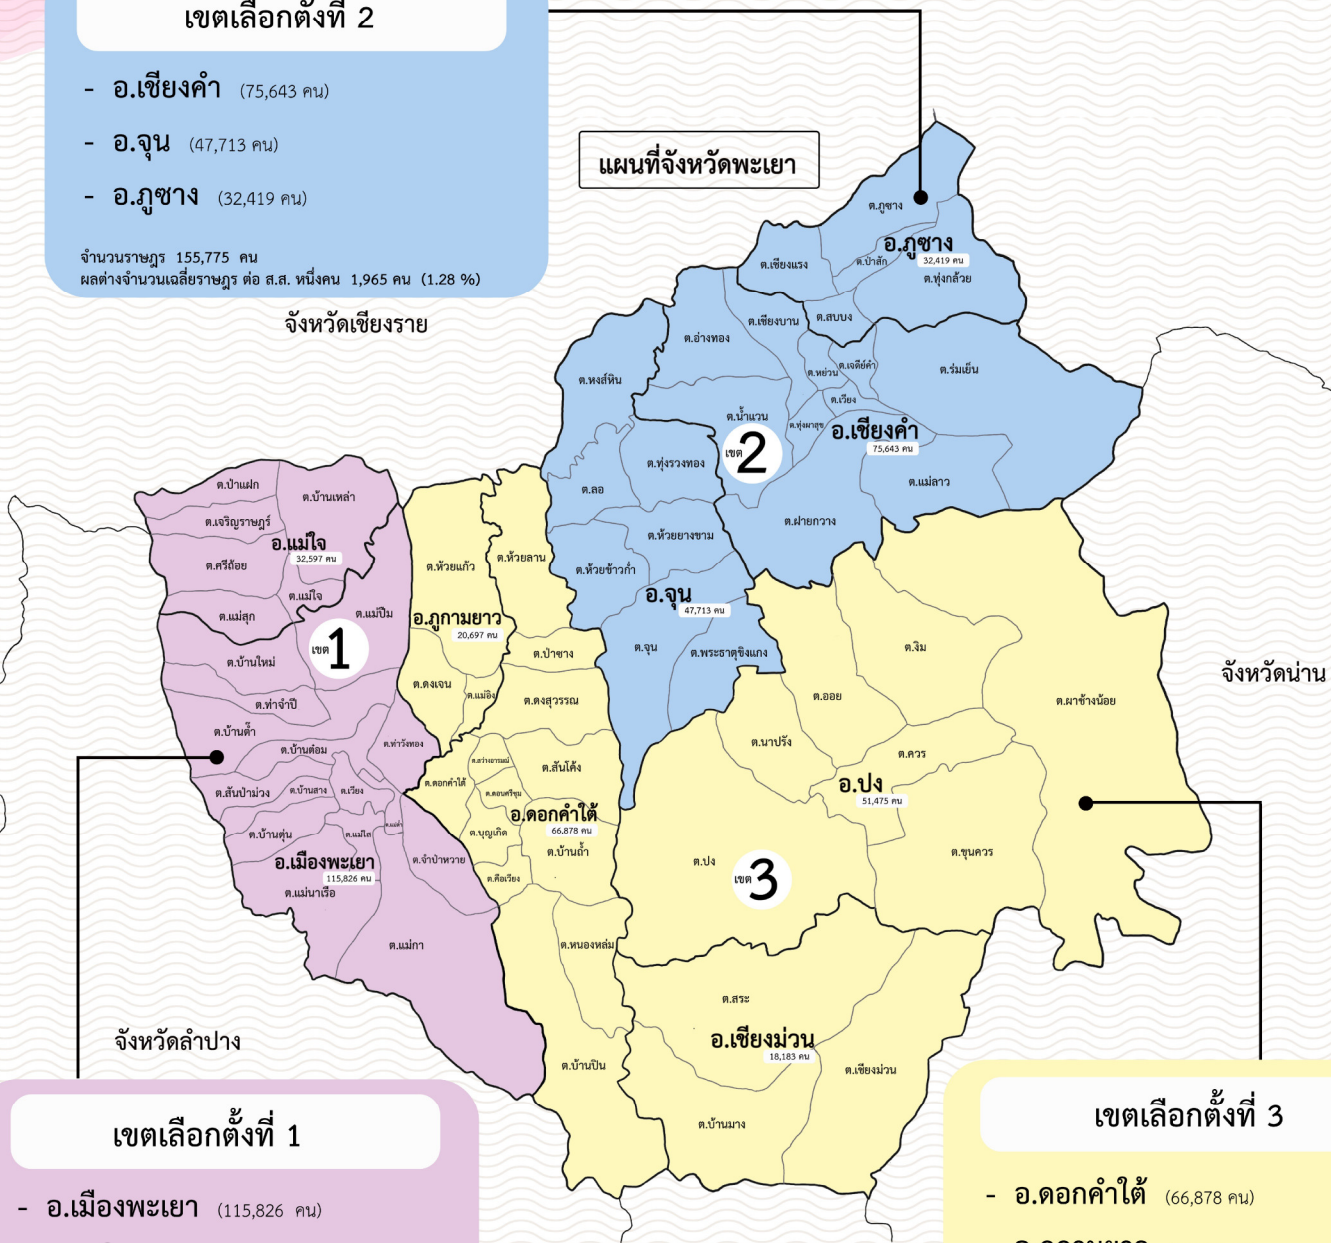 เขตเลือกตั้งที่ 2
- อ.เชียงคำ (75,643 คน)
- อ.จุน (47,713 คน)
- อ.ภูซาง (32,419 คน)
จำนวนราษฎร 155,775 คน
ผลต่างจำนวนเฉลี่ยราษฎร ต่อ ส.ส. หนึ่งคน 1,965 คน (1.28 %)
แผนที่จังหวัดพะเยา
จังหวัดเชียงราย
ต.ภูซาง
อ.ภูซาง
32,419 คน
ต.ป่าสัก
ต.เชียงแรง
ต.ทุ่งกล้วย
ต.สบบง
ต.เชียงบาน
ต.อ่างทอง
ต.หย่วน
ต.เจดีย์คำ
ต.ร่มเย็น
ต.เวียง
ต.น้ำแวน
ต.ทุ่งผาสุข
อ.เชียงคำ
75,643 คน
เขต 2
ต.แม่ลาว
ต.ฝายกวาง
ต.หงส์หิน
ต.ทุ่งรวงทอง
ต.ลอ
ต.ห้วยยางขาม
ต.ห้วยข้าวก่ำ
อ.จุน
47,713 คน
ต.จุน
ต.พระธาตุขิงแกง
ต.ป่าแฝก
ต.บ้านเหล่า
ต.เจริญราษฎร์
อ.แม่ใจ
32,597 คน
ต.ศรีถ้อย
ต.แม่ใจ
ต.แม่สุก
ต.แม่ปืม
เขต 1
ต.บ้านใหม่
ต.ท่าจำปี
ต.บ้านต๊ำ
ต.บ้านต๋อม
ต.ท่าวังทอง
ต.สันป่าม่วง
ต.บ้านสาง
ต.เวียง
ต.บ้านตุ่น
ต.แม่ใส
อ.เมืองพะเยา
115,826 คน
ต.จำป่าหวาย
ต.แม่นาเรือ
ต.แม่กา
ต.ห้วยแก้ว
ต.ห้วยลาน
อ.ภูกามยาว
20,697 คน
ต.ดงเจน
ต.แม่อิง
ต.ป่าซาง
ต.ดงสุวรรณ
ต.สว่างอารมณ์
ต.สันโค้ง
ต.ดอกคำใต้
ต.ดอนศรีชุม
อ.ดอกคำใต้
66,878 คน
ต.บุญเกิด
ต.บ้านถ้ำ
ต.คือเวียง
ต.หนองหล่ม
ต.บ้านปิน
ต.งิม
ต.ออย
ต.ผาช้างน้อย
ต.นาปรัง
ต.ควร
อ.ปง
51,475 คน
ต.ปง
เขต 3
ต.ขุนควร
ต.สระ
อ.เชียงม่วน
18,183 คน
ต.เชียงม่วน
ต.บ้านมาง
จังหวัดน่าน
จังหวัดลำปาง
เขตเลือกตั้งที่ 1
- อ.เมืองพะเยา (115,826 คน)
เขตเลือกตั้งที่ 3
- อ.ดอกคำใต้ (66,878 คน)